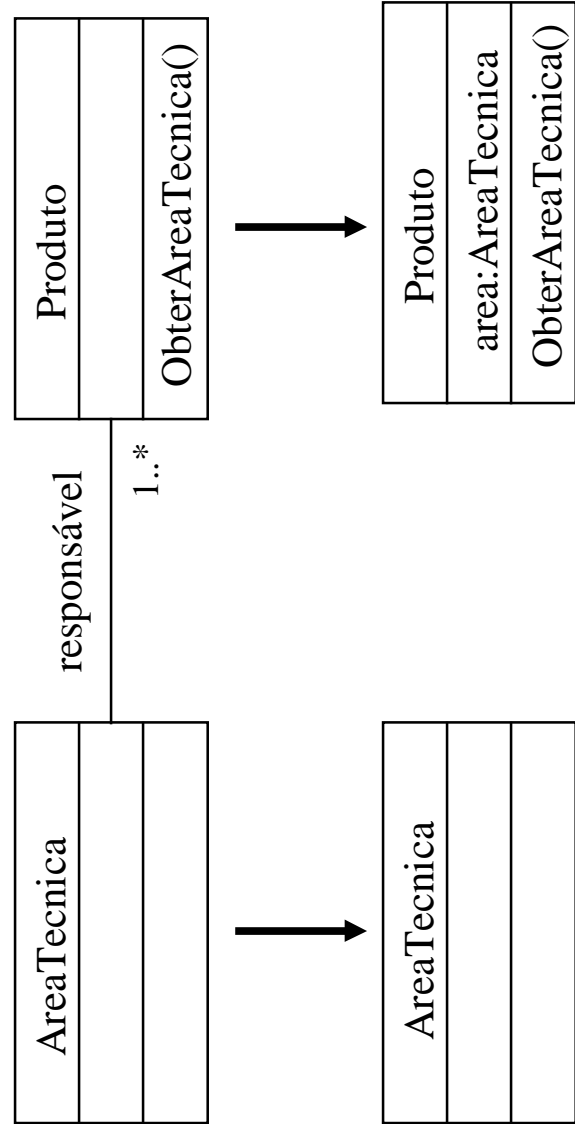 AreaTecnica
responsável
1..*
Produto
ObterAreaTecnica()
AreaTecnica
Produto
area:AreaTecnica
ObterAreaTecnica()